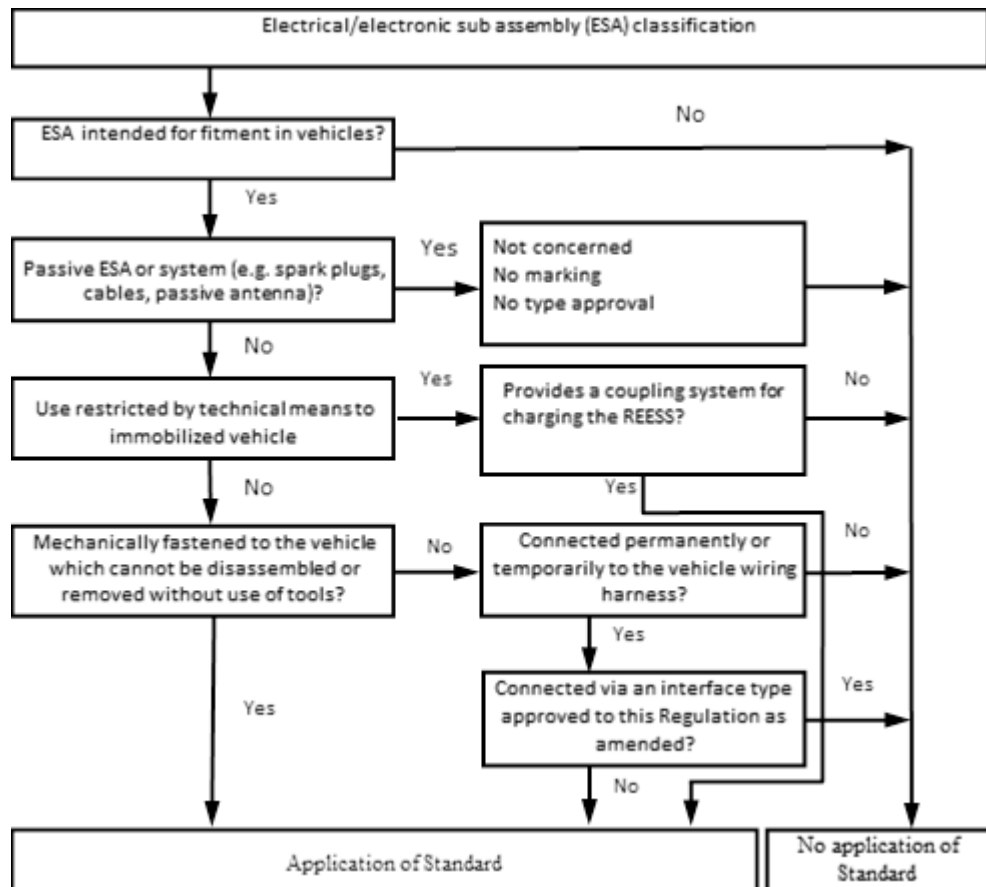 Electrical/electronic sub assembly (ESA) classification
ESA intended for fitment in vehicles?
No
Yes
Passive ESA or system (e.g. spark plugs,
cables, passive antenna)?
Yes
Not concerned
No marking
No type approval
No
Use restricted by technical means to
immobilized vehicle
Yes
Provides a coupling system for
charging the REESS?
No
No
Yes
Mechanically fastened to the vehicle
which cannot be disassembled or
removed without use of tools?
No
Connected permanently or
temporarily to the vehicle wiring
harness?
No
Yes
Yes
Connected via an interface type
approved to this Regulation as
amended?
Yes
No
Application of Standard
No application of
Standard